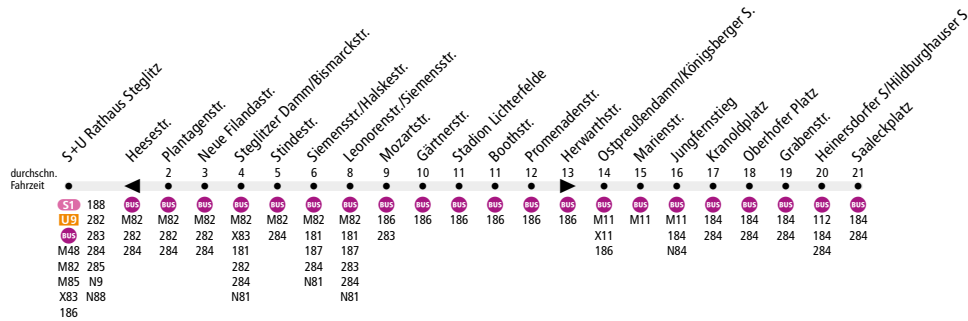 S+U Rathaus Steglitz
Heesestr.
Plantagenstr.
Neue Filandastr.
Steglitzer Damm/Bismarckstr.
Stindestr.
Siemensstr./Halskestr.
Leonorenstr./Siemensstr.
Mozartstr.
Gärtnerstr.
Stadion Lichterfelde
Boothstr.
Promenadenstr.
Herwarthstr.
Ostpreußendamm/Königsberger S.
Marienstr.
Jungfernstieg
Kranoldplatz
Oberhofer Platz
Grabenstr.
Heinersdorfer S/Hildburghauser S
Saaleckplatz
durchschn. 2 3 4 5 6 8 9 10 11 11 12 13 14 15 16 17 18 19 20 21
Fahrzeit
S1 188 BUS BUS BUS BUS BUS BUS BUS BUS BUS BUS BUS BUS BUS BUS BUS BUS BUS BUS BUS BUS BUS
U9 282 M82 M82 M82 M82 M82 M82 M82 186 186 186 186 186 186 M11 M11 M11 184 184 184 112 184
BUS 283 282 282 282 X83 284 181 181 283 X11 184 284 284 284 184 284
M48 284 284 284 284 181 187 187 186 N84 284
M82 285 282 284 283
M85 N9 284 N81 284
X83 N88 N81 N81
186